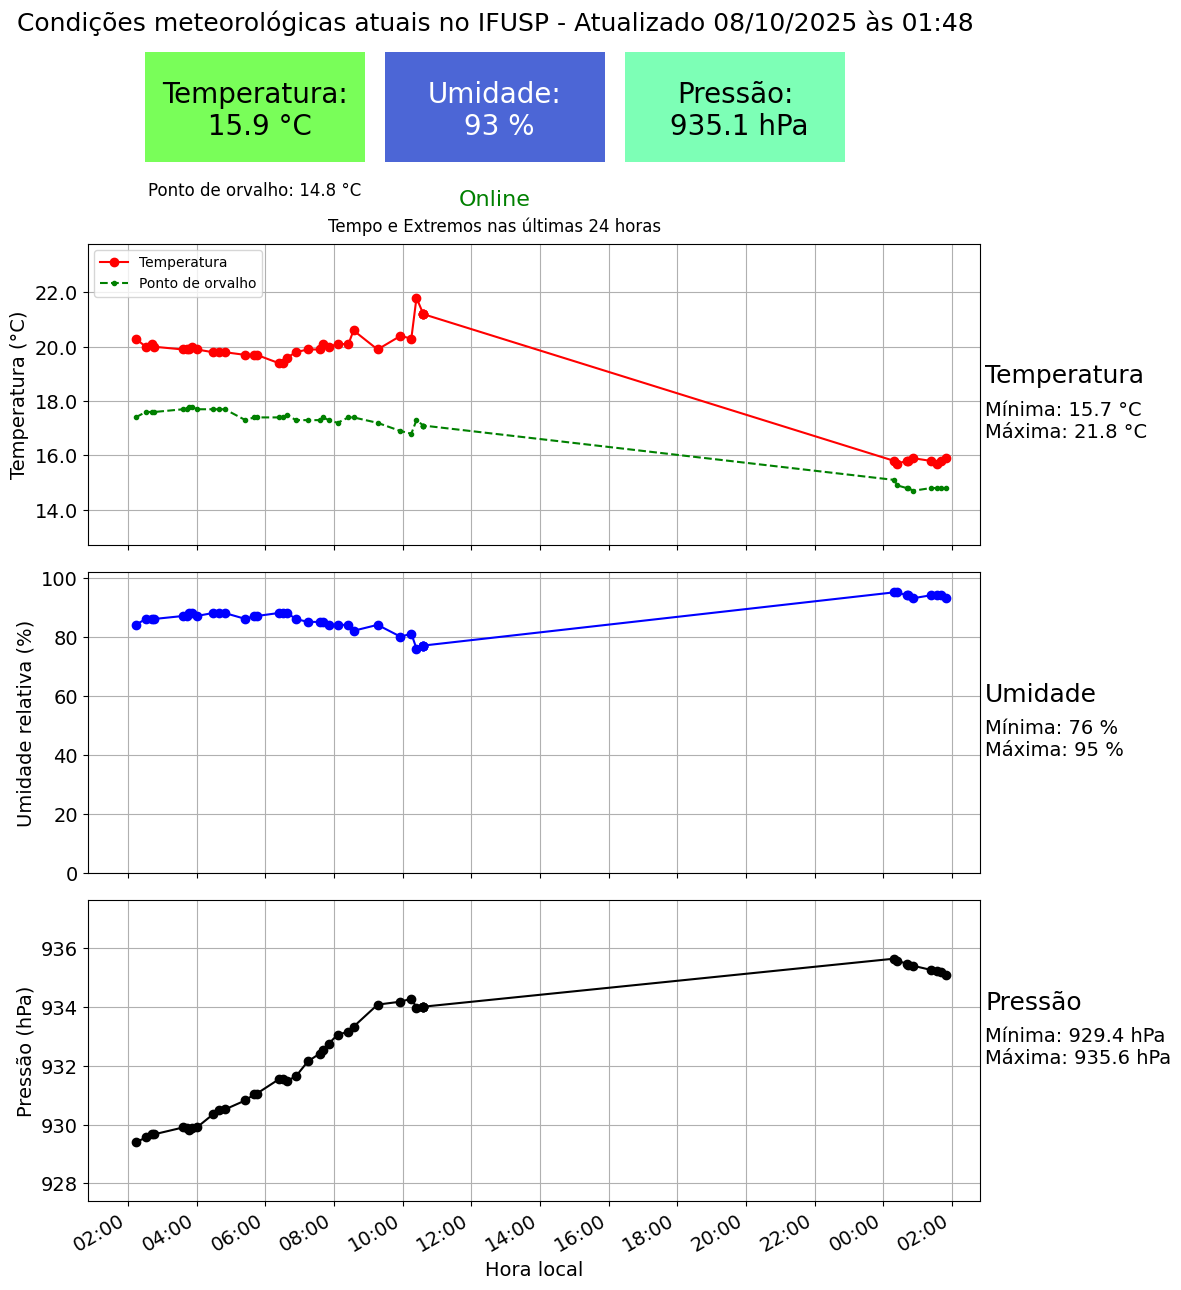 Condições meteorológicas atuais no IFUSP - Atualizado 08/10/2025 às 01:48
Temperatura:
15.9 °C
Umidade:
93 %
Pressão:
935.1 hPa
Ponto de orvalho: 14.8 °C
Online
Tempo e Extremos nas últimas 24 horas
Temperatura
Ponto de orvalho
Temperatura (°C)
22.0
20.0
18.0
16.0
14.0
Temperatura
Mínima: 15.7 °C
Máxima: 21.8 °C
Umidade relativa (%)
100
80
60
40
20
0
Umidade
Mínima: 76 %
Máxima: 95 %
Pressão (hPa)
936
934
932
930
928
Pressão
Mínima: 929.4 hPa
Máxima: 935.6 hPa
02:00 04:00 06:00 08:00 10:00 12:00 14:00 16:00 18:00 20:00 22:00 00:00 02:00
Hora local